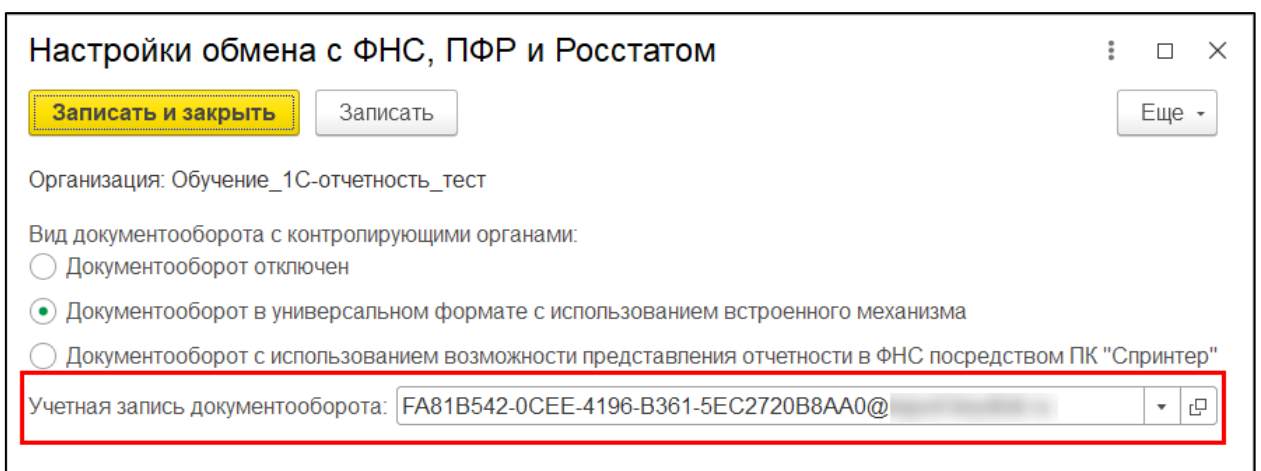 Настройки обмена с ФНС, ПФР и Росстатом
Записать и закрыть Записать Еще
Организация: Обучение_1С-отчетность_тест
Вид документооборота с контролирующими органами:
Документооборот отключен
Документооборот в универсальном формате с использованием встроенного механизма
Документооборот с использованием возможности представления отчетности в ФНС посредством ПК "Спринтер"
Учетная запись документооборота: FA81B542-0CEE-4196-B361-5EC2720B8AA0@